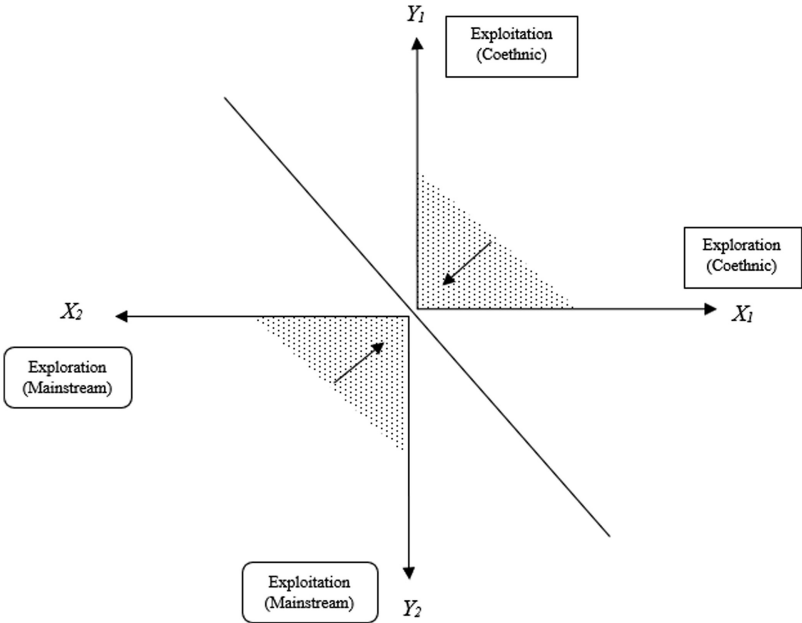 Y1
Exploitation
(Coethnic)
Exploration
(Coethnic)
X2
X1
Exploration
(Mainstream)
Exploitation
(Mainstream)
Y2